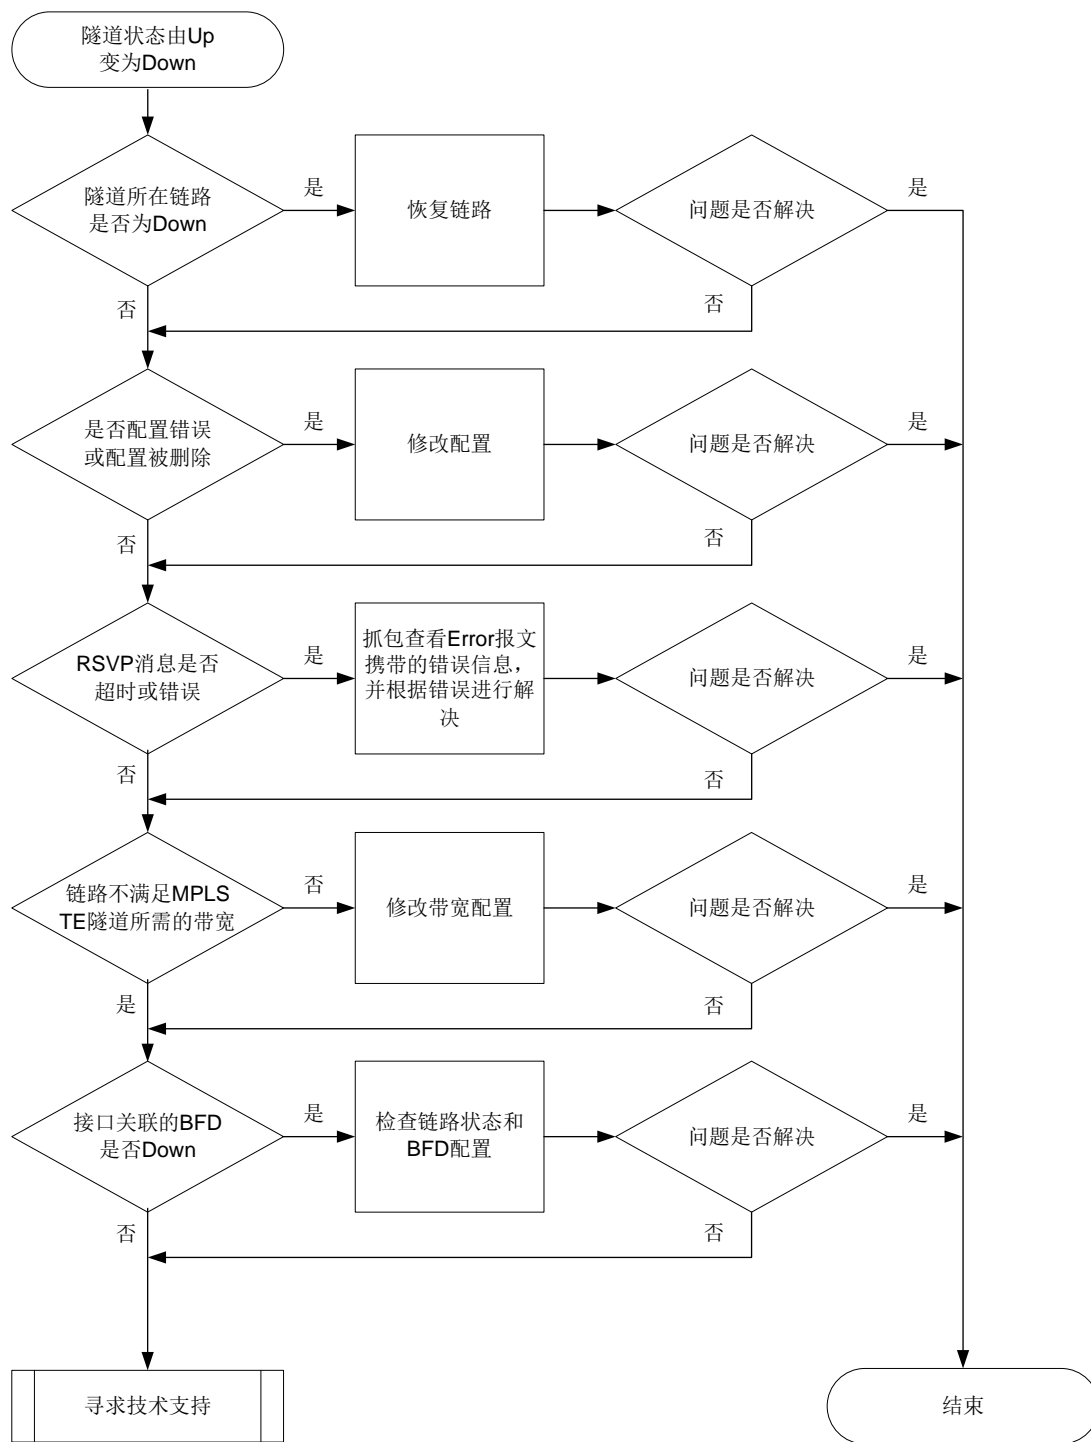 隧道状态由Up
变为Down
隧道所在链路
是否为Down
是
恢复链路
问题是否解决
是
否
否
是否配置错误
或配置被删除
是
修改配置
问题是否解决
是
否
否
RSVP消息是否
超时或错误
是
抓包查看Error报文
携带的错误信息，
并根据错误进行解
决
问题是否解决
是
否
否
链路不满足MPLS
TE隧道所需的带宽
否
修改带宽配置
问题是否解决
是
是
否
接口关联的BFD
是否Down
是
检查链路状态和
BFD配置
问题是否解决
是
否
否
寻求技术支持
结束